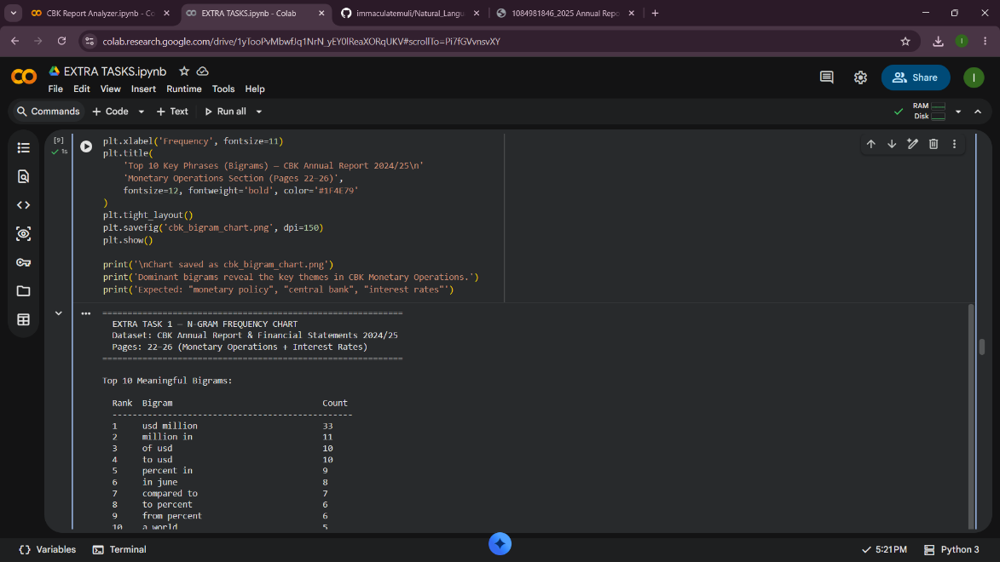 CBK Report Analyzer.ipynb - Co
EXTRA TASKS.ipynb - Colab
immaculatemuli/Natural_Langu
1084981846_2025 Annual Repo
colab.research.google.com/drive/1yTooPvMbwfJq1NrN_yEY0lReaXORqUKV#scrollTo=Pi7fGVvnsvXY
I
EXTRA TASKS.ipynb
File Edit View Insert Runtime Tools Help
Share
I
Commands + Code + Text Run all
RAM
Disk
[9]
1s
plt.xlabel('Frequency', fontsize=11)
plt.title(
'Top 10 Key Phrases (Bigrams) — CBK Annual Report 2024/25\n'
'Monetary Operations Section (Pages 22–26)',
fontsize=12, fontweight='bold', color='#1F4E79'
)
plt.tight_layout()
plt.savefig('cbk_bigram_chart.png', dpi=150)
plt.show()
print('\nChart saved as cbk_bigram_chart.png')
print('Dominant bigrams reveal the key themes in CBK Monetary Operations.')
print('Expected: "monetary policy", "central bank", "interest rates"')
============================================================
EXTRA TASK 1 — N-GRAM FREQUENCY CHART
Dataset: CBK Annual Report & Financial Statements 2024/25
Pages: 22–26 (Monetary Operations + Interest Rates)
============================================================
Top 10 Meaningful Bigrams:
Rank Bigram Count
------------------------------------------------
1 usd million 33
2 million in 11
3 of usd 10
4 to usd 10
5 percent in 9
6 in june 8
7 compared to 7
8 to percent 6
9 from percent 6
10 a world 5
Variables
Terminal
5:21 PM
Python 3